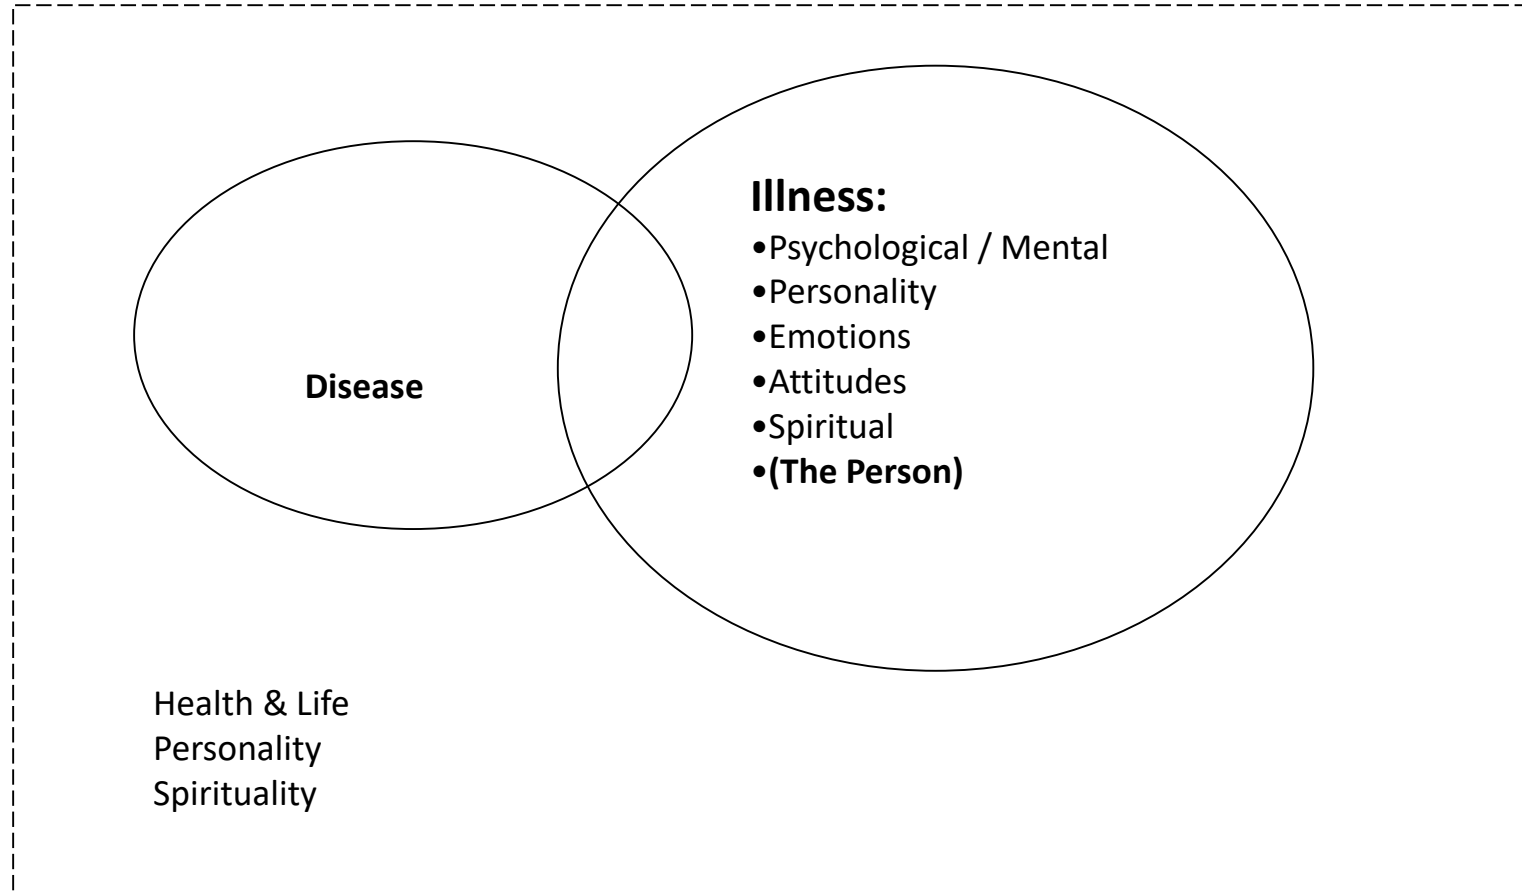 Illness:
•Psychological / Mental
•Personality
•Emotions
•Attitudes
•Spiritual
•(The Person)
Disease
Health & Life
Personality
Spirituality